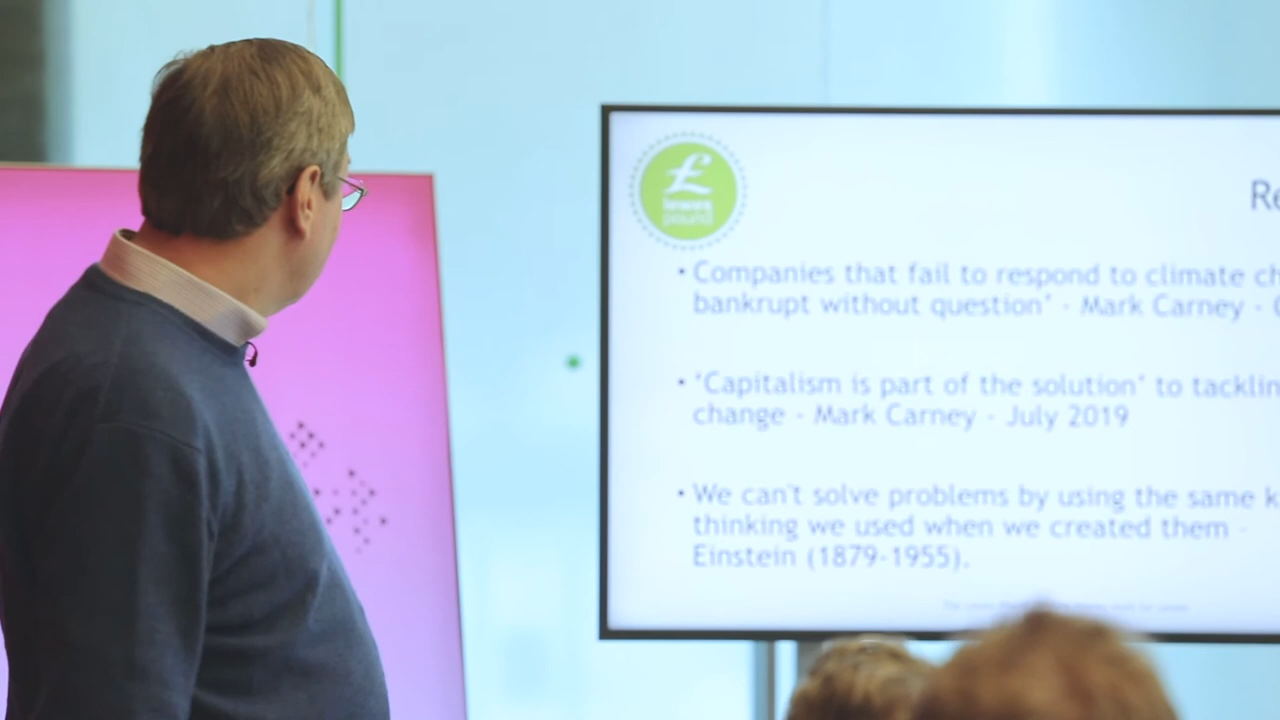 £
lewes
pound
Re
• Companies that fail to respond to climate ch
bankrupt without question' - Mark Carney -
• 'Capitalism is part of the solution' to tacklin
change - Mark Carney - July 2019
• We can't solve problems by using the same k
thinking we used when we created them -
Einstein (1879-1955).